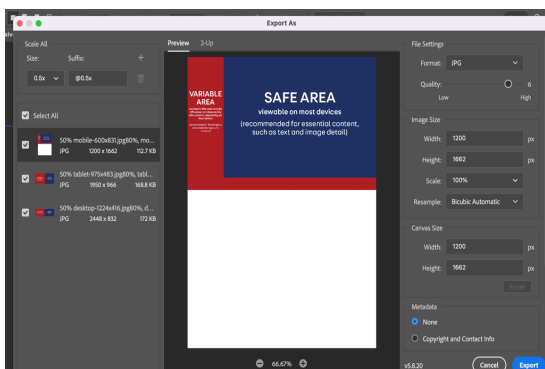 Export As
Scale All
Size:
Suffix:
0.5x
@0.5x
Select All
50% mobile-600x831.jpg80%, mo...
JPG 1200 x 1662 112.7 KB
50% tablet-975x483.jpg80%, tabl...
JPG 1950 x 966 168.8 KB
50% desktop-1224x416.jpg80%, d...
JPG 2448 x 832 172 KB
Preview 2-Up
VARIABLE
AREA
SAFE AREA
viewable on most devices
(recommended for essential content,
such as text and image detail)
66.67%
File Settings
Format: JPG
Quality: 6
Low High
Image Size
Width: 1200 px
Height: 1662 px
Scale: 100%
Resample: Bicubic Automatic
Canvas Size
Width: 1200 px
Height: 1662 px
Reset
Metadata
None
Copyright and Contact Info
v5.8.20
Cancel
Export